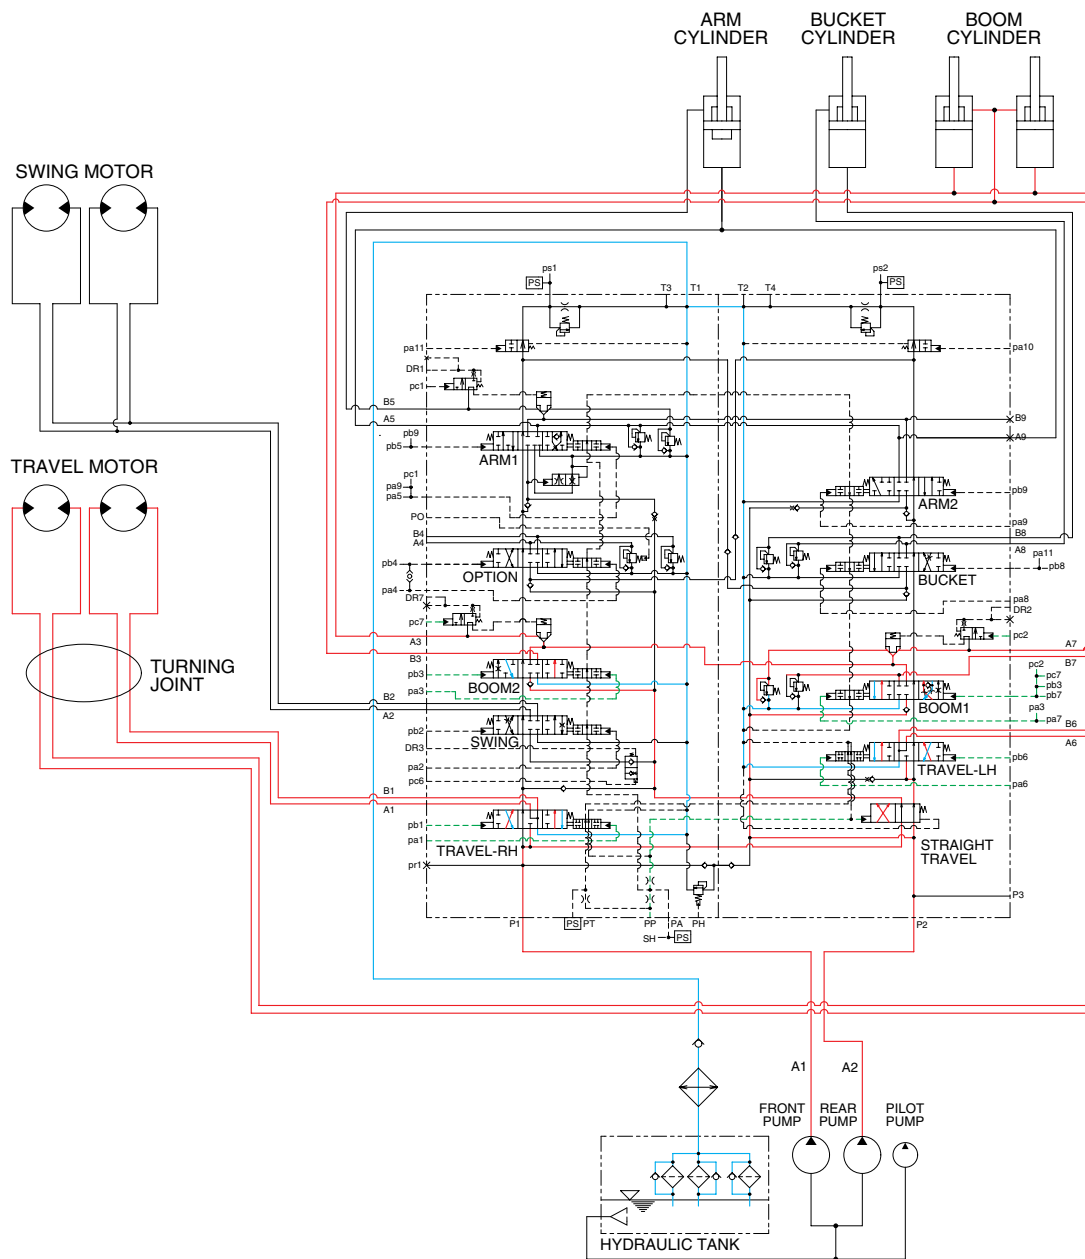 ARM
CYLINDER
BUCKET
CYLINDER
BOOM
CYLINDER
SWING MOTOR
TRAVEL MOTOR
TURNING
JOINT
ps1
PS
T3
T1
T2
T4
ps2
PS
pa11
DR1
pc1
B5
A5
pb9
pb5
ARM1
pc1
pa9
pa5
PO
B4
A4
pb4
OPTION
pa4
DR7
pc7
A3
B3
pb3
BOOM2
pa3
B2
A2
pb2
SWING
DR3
pa2
pc6
B1
A1
pb1
pa1
TRAVEL-RH
pr1
pa10
B9
A9
ARM2
pb9
pa9
B8
A8
pa11
BUCKET
pb8
pa8
DR2
pc2
A7
B7
pc2
pc7
pb3
pb7
BOOM1
pa3
pa7
B6
A6
TRAVEL-LH
pb6
pa6
STRAIGHT
TRAVEL
P3
P1
PS
PT
PP
PA
PH
SH
PS
P2
A1
A2
FRONT
PUMP
REAR
PUMP
PILOT
PUMP
HYDRAULIC TANK